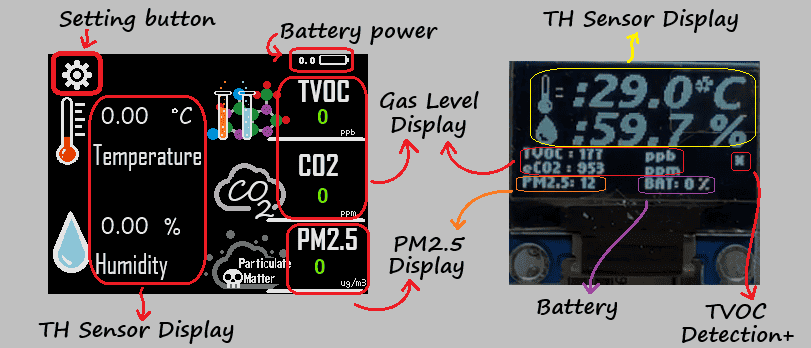 Setting button
Battery power
TH Sensor Display
0.0
TVOC
0
ppb
0.00 °C
Temperature
CO2
CO2
0
ppm
0.00 %
Humidity
Particulate
Matter
PM2.5
0
ug/m3
Gas Level
Display
PM2.5
Display
:29.0°C
:59.7 %
TVOC : 177 ppb
eCO2 : 953 ppm
PM2.5: 12 BAT: 0 %
TH Sensor Display
Battery
TVOC
Detection+